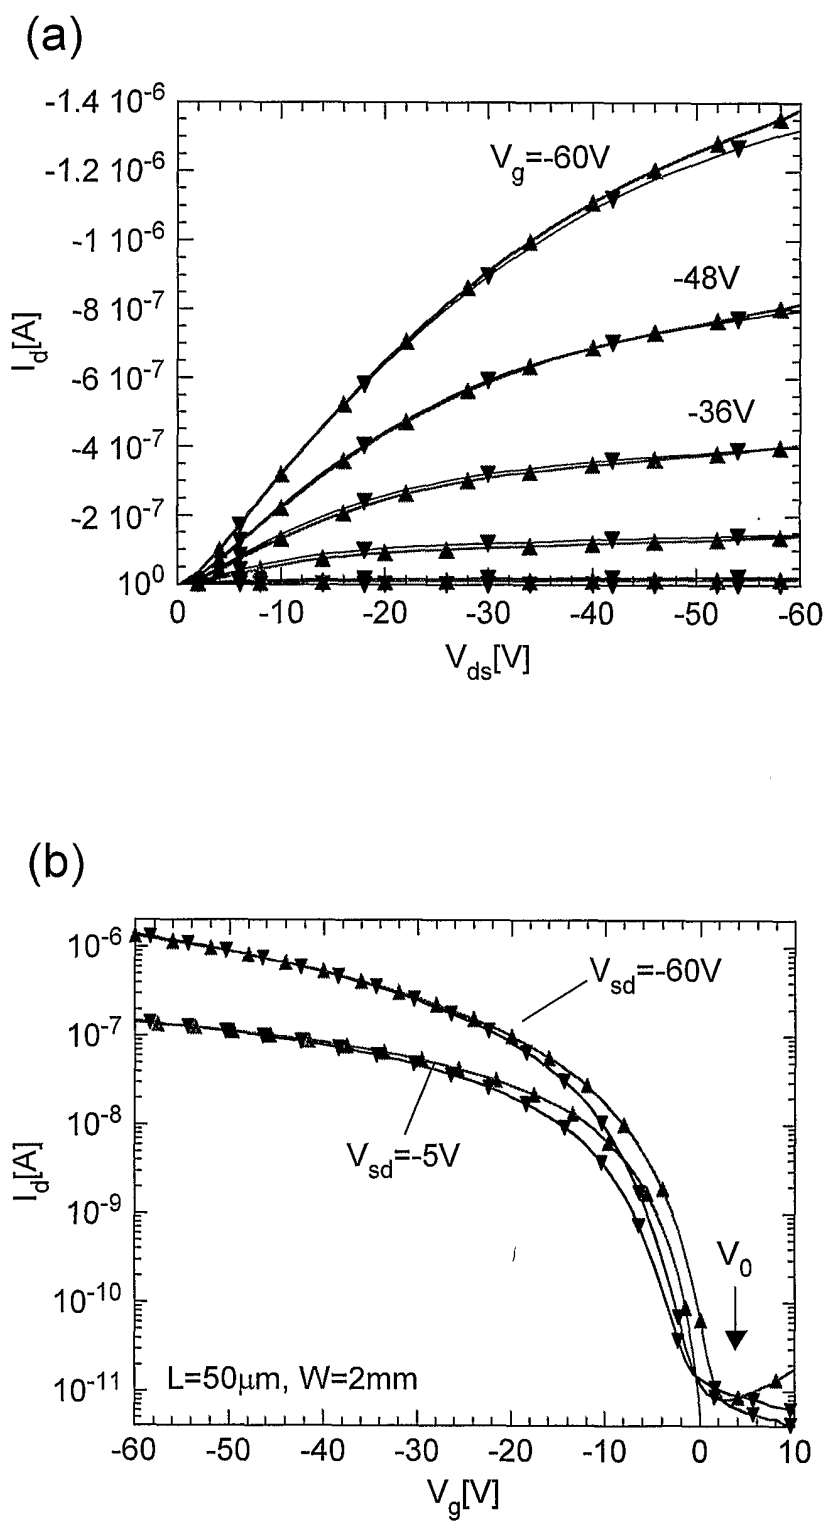 (a)
-1.4 10-6
-1.2 10-6
-1 10-6
-8 10-7
-6 10-7
-4 10-7
-2 10-7
100
Id[A]
Vg=-60V
-48V
-36V
0 -10 -20 -30 -40 -50 -60
Vds[V]
(b)
10-6
10-7
10-8
10-9
10-10
10-11
Id[A]
Vsd=-60V
Vsd=-5V
V0
L=50μm, W=2mm
-60 -50 -40 -30 -20 -10 0 10
Vg[V]